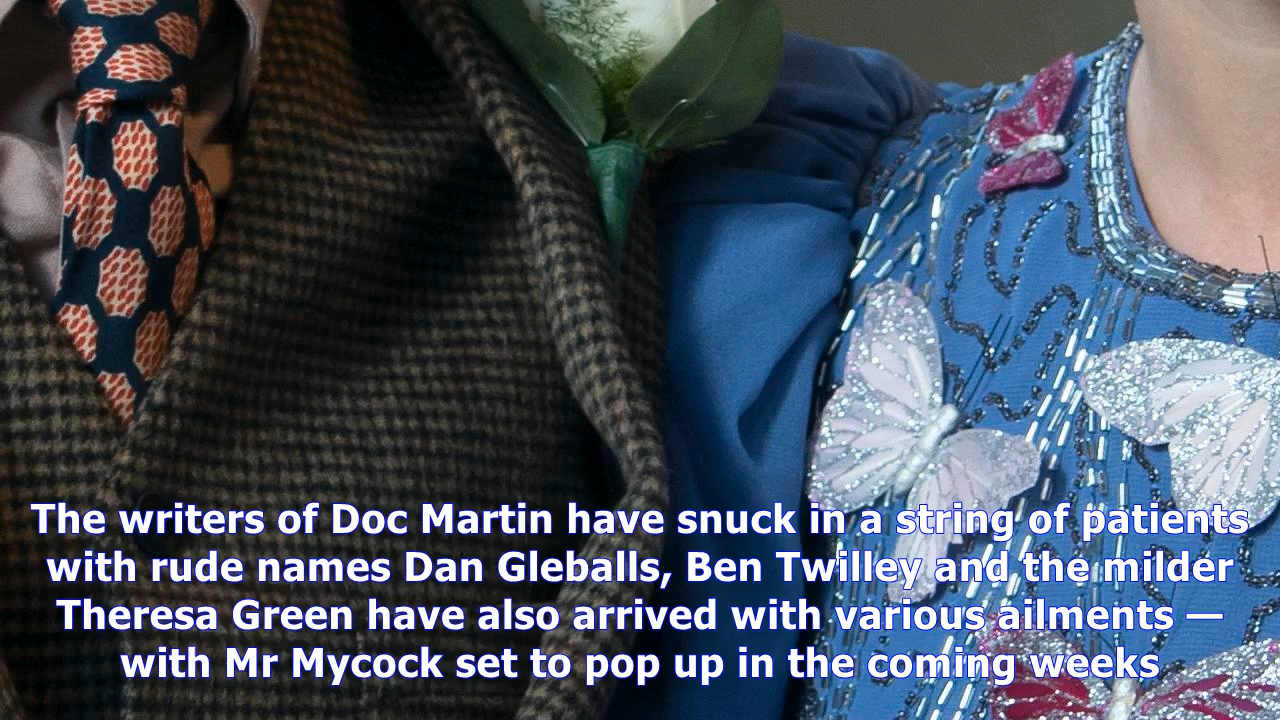 The writers of Doc Martin have snuck in a string of patients
with rude names Dan Gleballs, Ben Twilley and the milder
Theresa Green have also arrived with various ailments —
with Mr Mycock set to pop up in the coming weeks